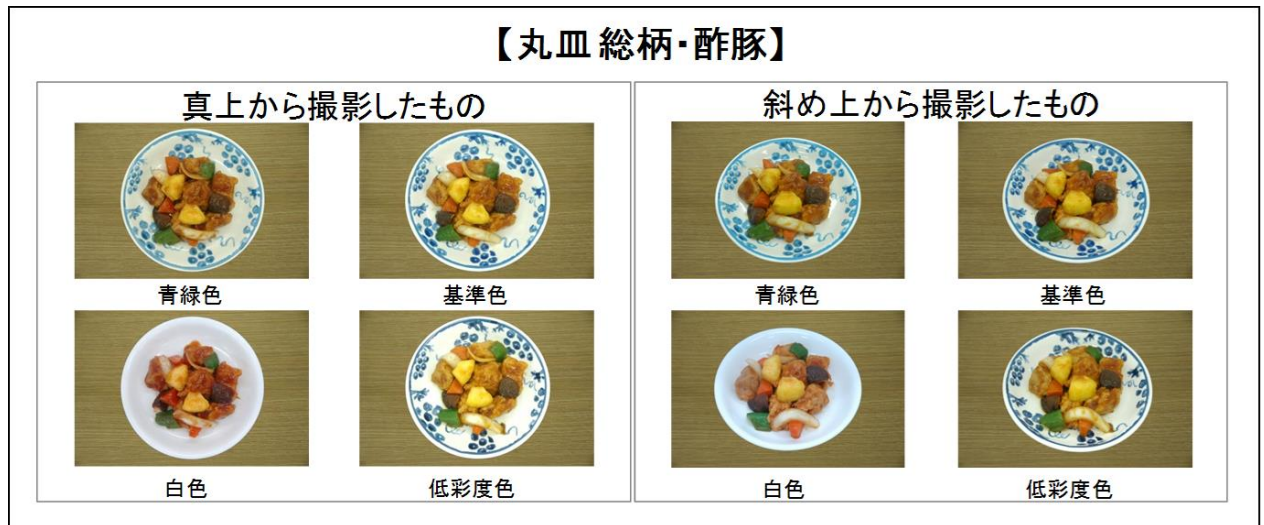 【丸皿 総柄・酢豚】
真上から撮影したもの
青緑色
基準色
白色
低彩度色
斜め上から撮影したもの
青緑色
基準色
白色
低彩度色